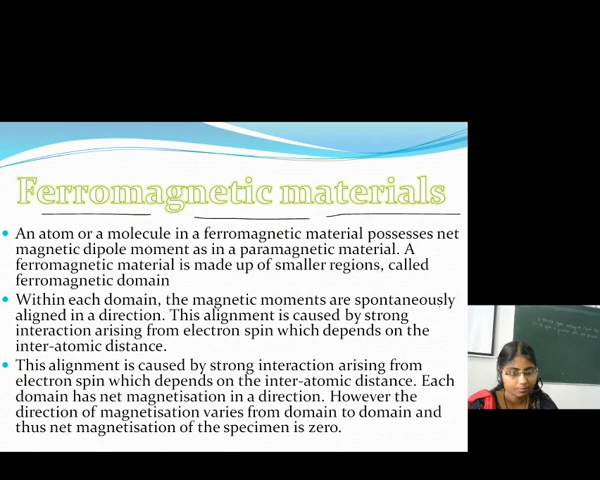 Ferromagnetic materials
An atom or a molecule in a ferromagnetic material possesses net
magnetic dipole moment as in a paramagnetic material. A
ferromagnetic material is made up of smaller regions, called
ferromagnetic domain
Within each domain, the magnetic moments are spontaneously
aligned in a direction. This alignment is caused by strong
interaction arising from electron spin which depends on the
inter-atomic distance.
This alignment is caused by strong interaction arising from
electron spin which depends on the inter-atomic distance. Each
domain has net magnetisation in a direction. However the
direction of magnetisation varies from domain to domain and
thus net magnetisation of the specimen is zero.